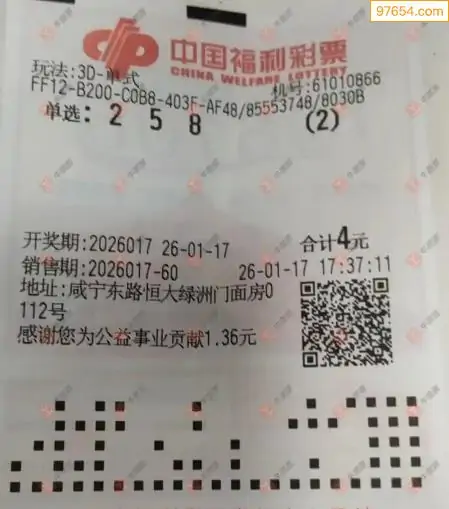 97654.com
中国福利彩票
CHINA WELFARE LOTTERY
玩法:3D-单式 机号:61010866
FF12-B200-C0B8-403F-AF48/85553748/8030B
单选: 2 5 8 (2)
开奖期:2026017 26-01-17 合计4元
销售期:2026017-60 26-01-17 17:37:11
地址:咸宁东路恒大绿洲门面房0
112号
感谢您为公益事业贡献1.36元